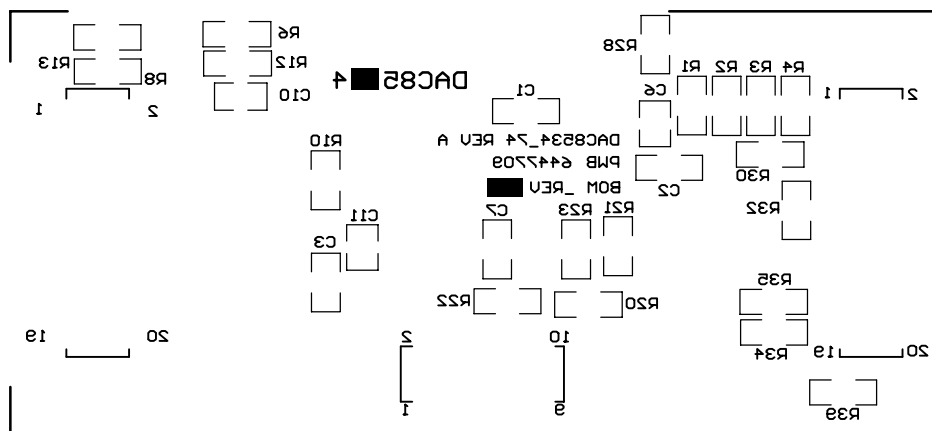 R6
R28
R13
R12
R8
DAC85 4
C10
C1
C6
R1
R2
R3
R4
1
2
1
2
R10
DAC8534_74 REV A
PWB 6447709
BOM _REV
C2
R30
R32
C11
C3
C7
R23
R21
R22
R20
R35
R34
19
20
2
10
19
20
1
9
R39